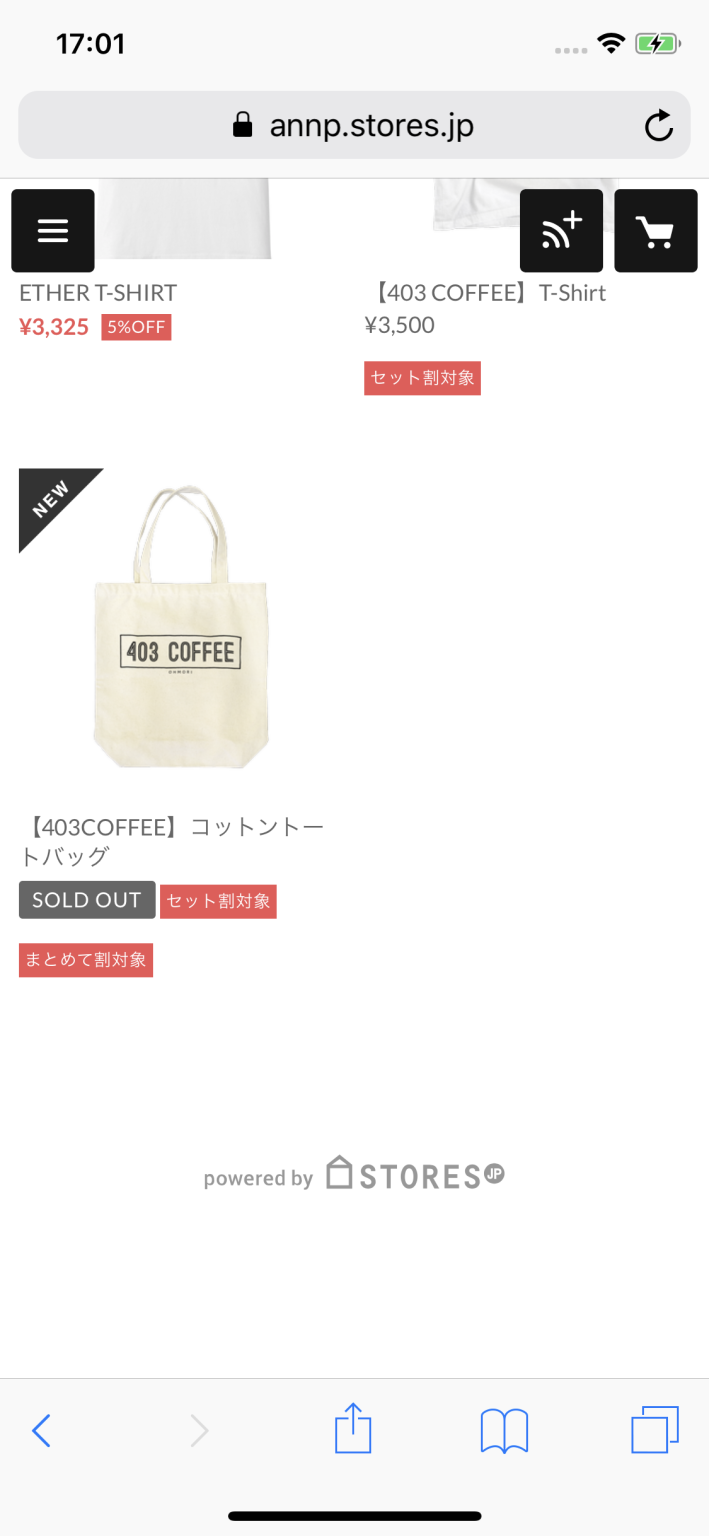 17:01
annp.stores.jp
ETHER T-SHIRT
¥3,325 5%OFF
【403 COFFEE】T-Shirt
¥3,500
セット割対象
NEW
403 COFFEE
OHMORI
【403COFFEE】コットントー
トバッグ
SOLD OUT セット割対象
まとめて割対象
powered by STORES.JP